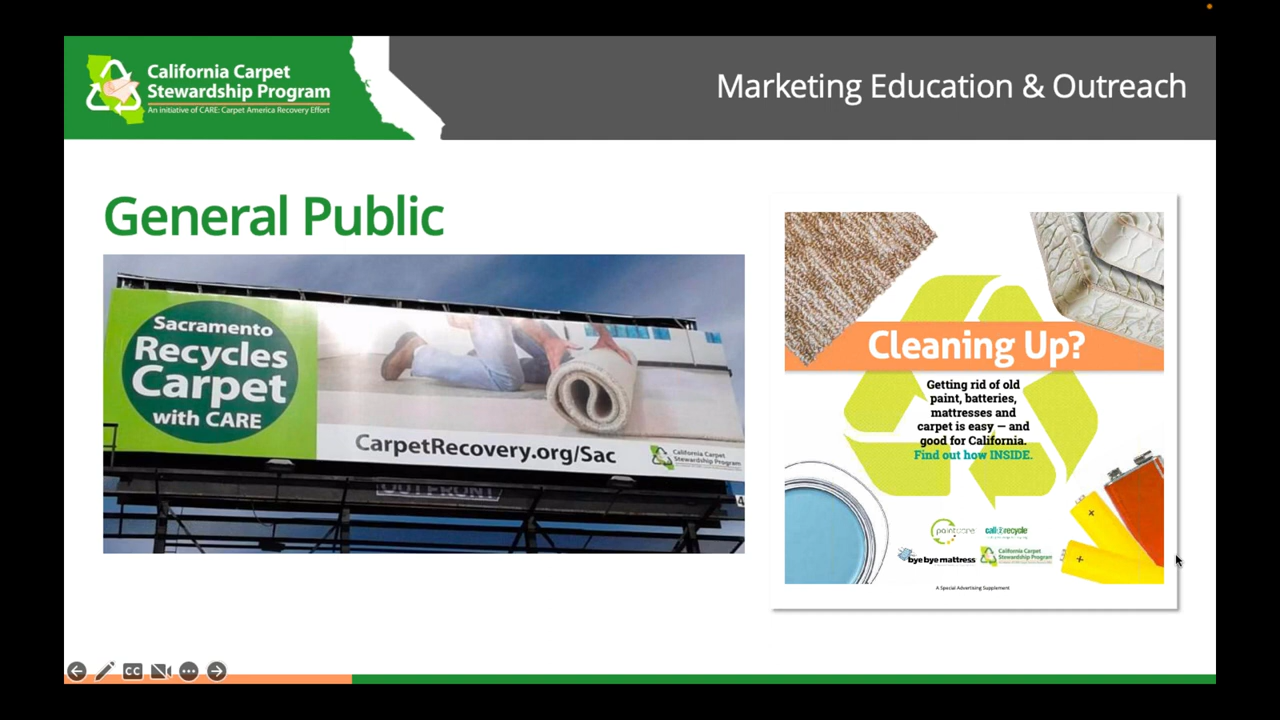 California Carpet
Stewardship Program
An Initiative of CARE: Carpet America Recovery Effort
Marketing Education & Outreach
General Public
Sacramento
Recycles
Carpet
with CARE
CarpetRecovery.org/Sac
California Carpet
Stewardship Program
OUTFRONT
4
Cleaning Up?
Getting rid of old
paint, batteries,
mattresses and
carpet is easy — and
good for California.
Find out how INSIDE.
paintcare
call2recycle
bye bye mattress
California Carpet
Stewardship Program
A Special Advertising Supplement
+
+
CC